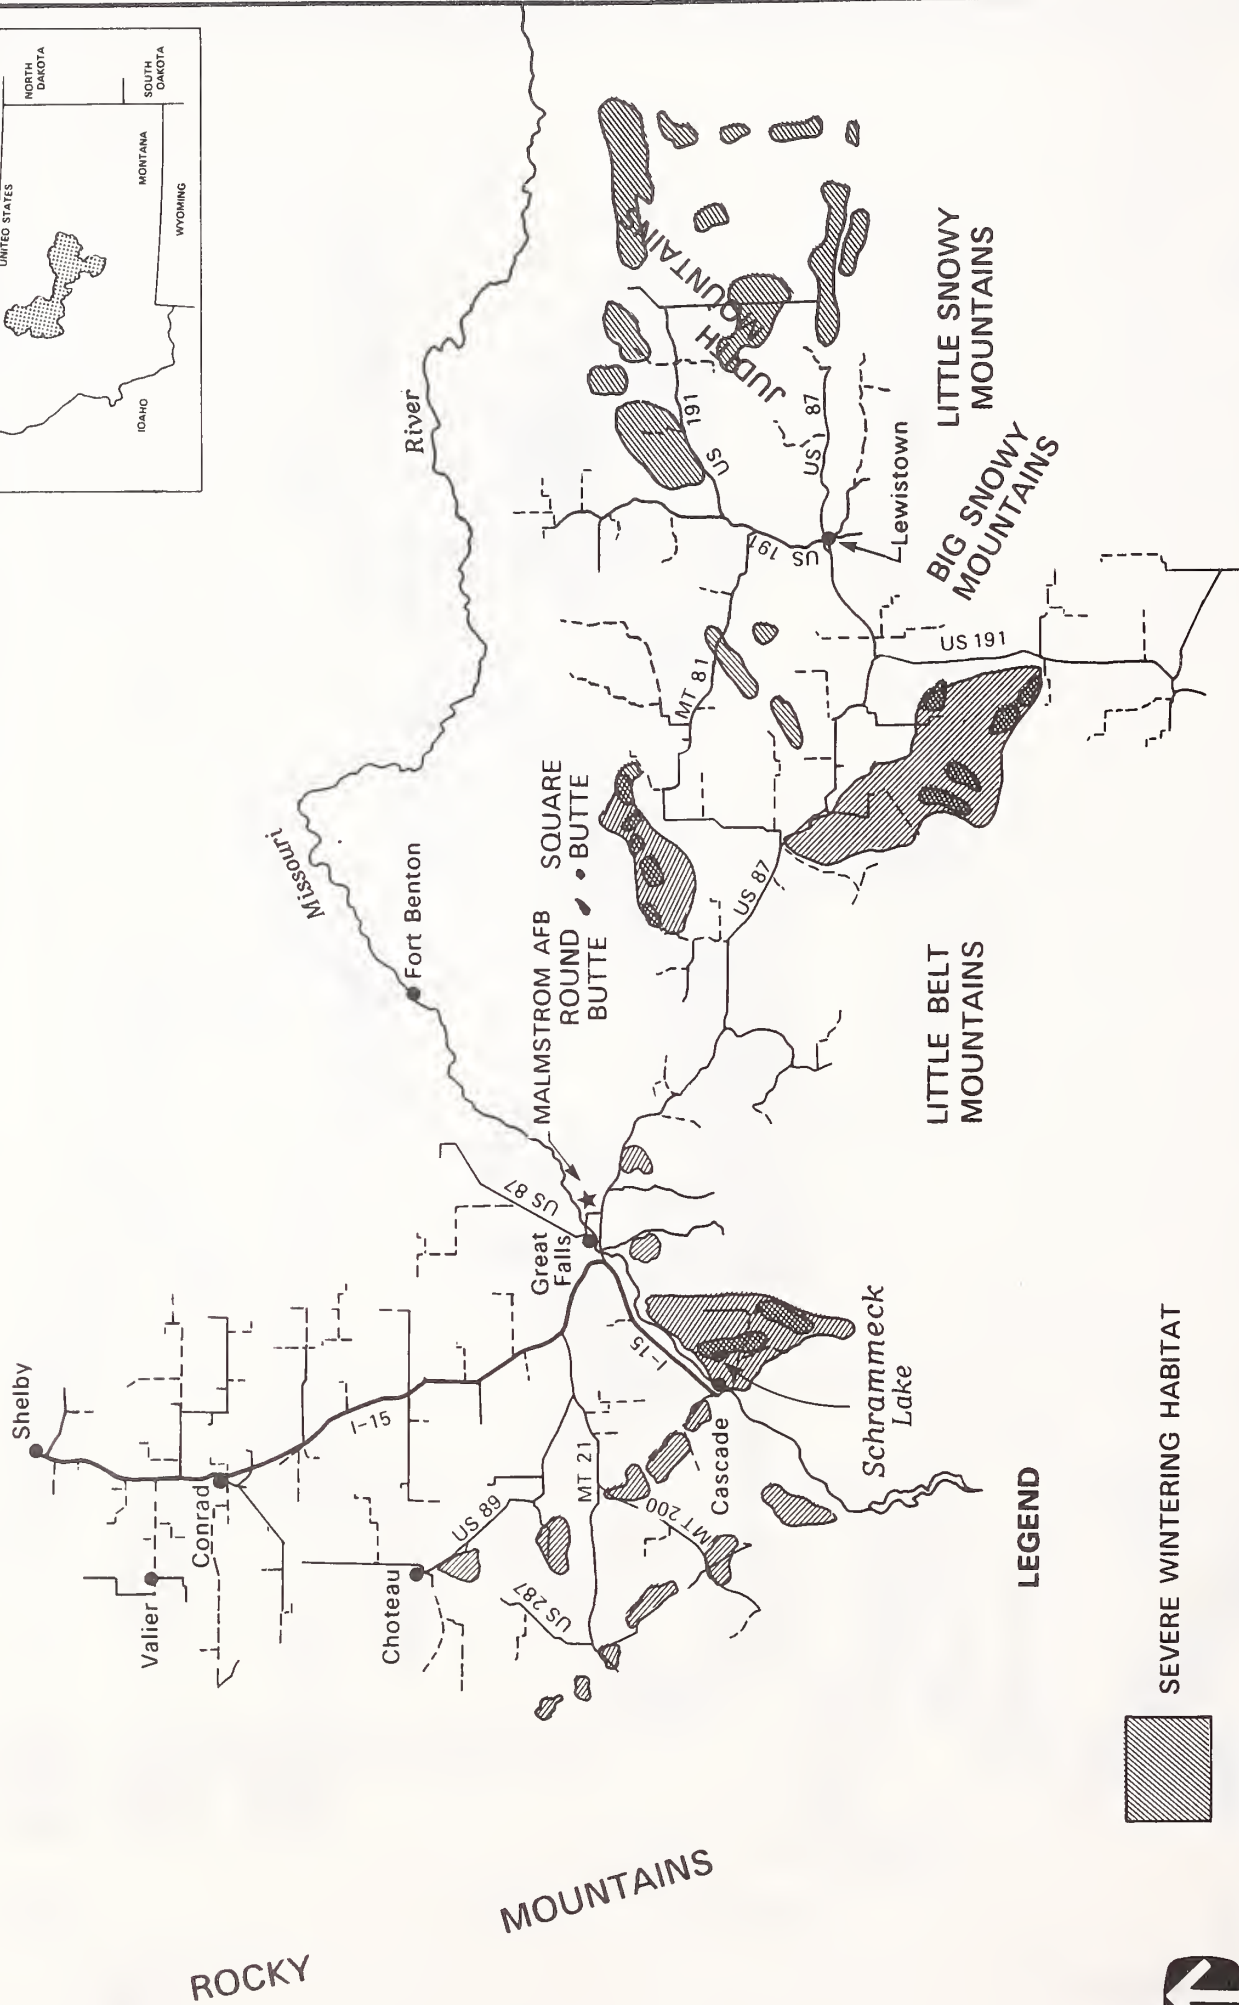 UNITED STATES
NORTH
DAKOTA
SOUTH
OAKOTA
MONTANA
WYOMING
IOAHO
Shelby
Valier
Conrad
I-15
Choteau
US 89
US 287
MT 21
MT 200
Great
Falls
US 87
MALMSTROM AFB
Missouri
River
Fort Benton
ROUND
BUTTE
SQUARE
BUTTE
I-15
Cascade
Schrammeck
Lake
US 87
MT 81
US 191
US 191
US 87
Lewistown
JUDITH
MOUNTAINS
US 191
LITTLE BELT
MOUNTAINS
BIG SNOWY
MOUNTAINS
LITTLE SNOWY
MOUNTAINS
ROCKY
MOUNTAINS
LEGEND
SEVERE WINTERING HABITAT